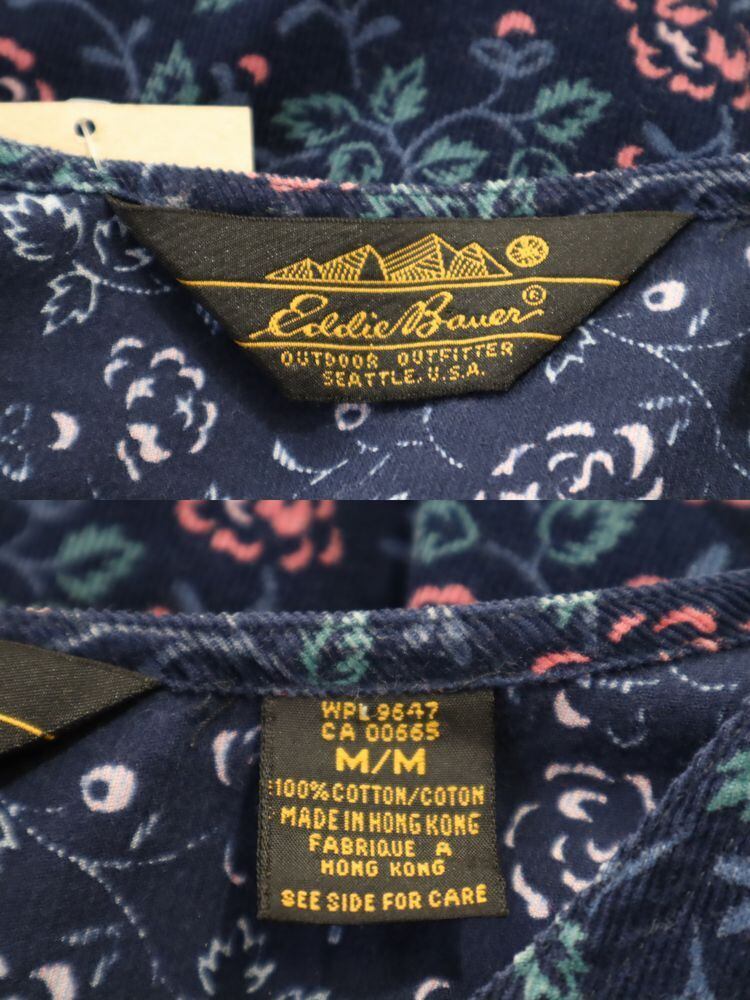 Eddie Bauer®
OUTDOOR OUTFITTER
SEATTLE, U.S.A.
WPL 9647
CA 00665
M/M
100% COTTON/COTON
MADE IN HONG KONG
FABRIQUE A
HONG KONG
SEE SIDE FOR CARE